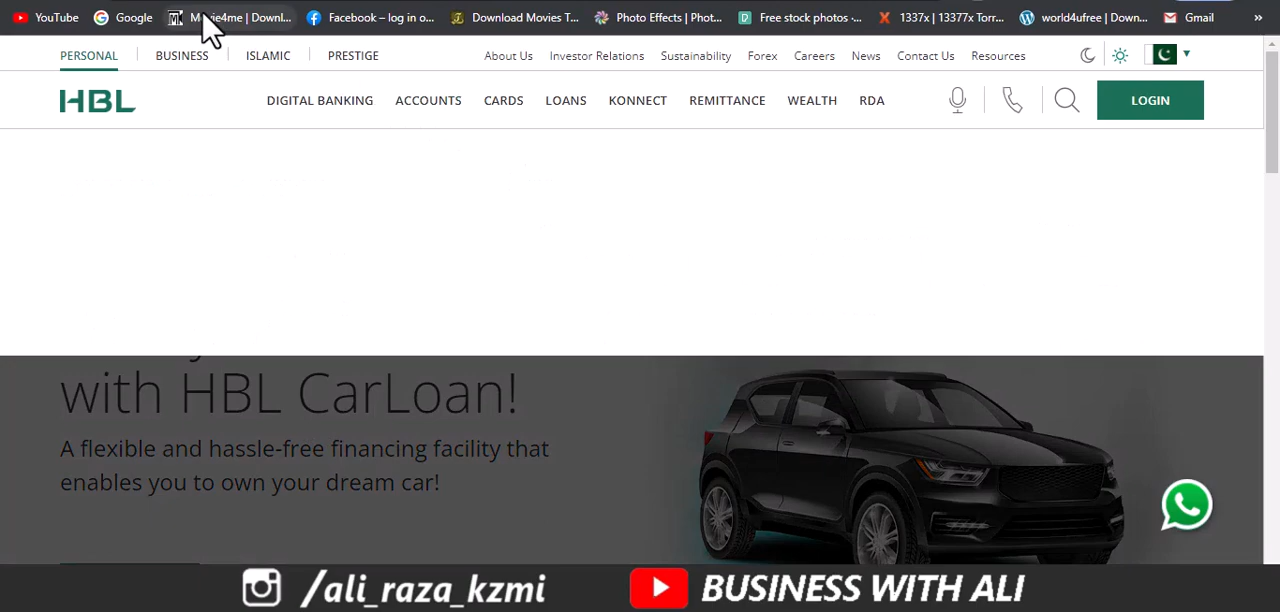 YouTube Google Movie4me | Downl... Facebook – log in o... Download Movies T... Photo Effects | Phot... Free stock photos ·... 1337x | 13377x Torr... world4ufree | Down... Gmail »
PERSONAL BUSINESS ISLAMIC PRESTIGE About Us Investor Relations Sustainability Forex Careers News Contact Us Resources
HBL DIGITAL BANKING ACCOUNTS CARDS LOANS KONNECT REMITTANCE WEALTH RDA LOGIN
with HBL CarLoan!
A flexible and hassle-free financing facility that
enables you to own your dream car!
/ali_raza_kzmi BUSINESS WITH ALI